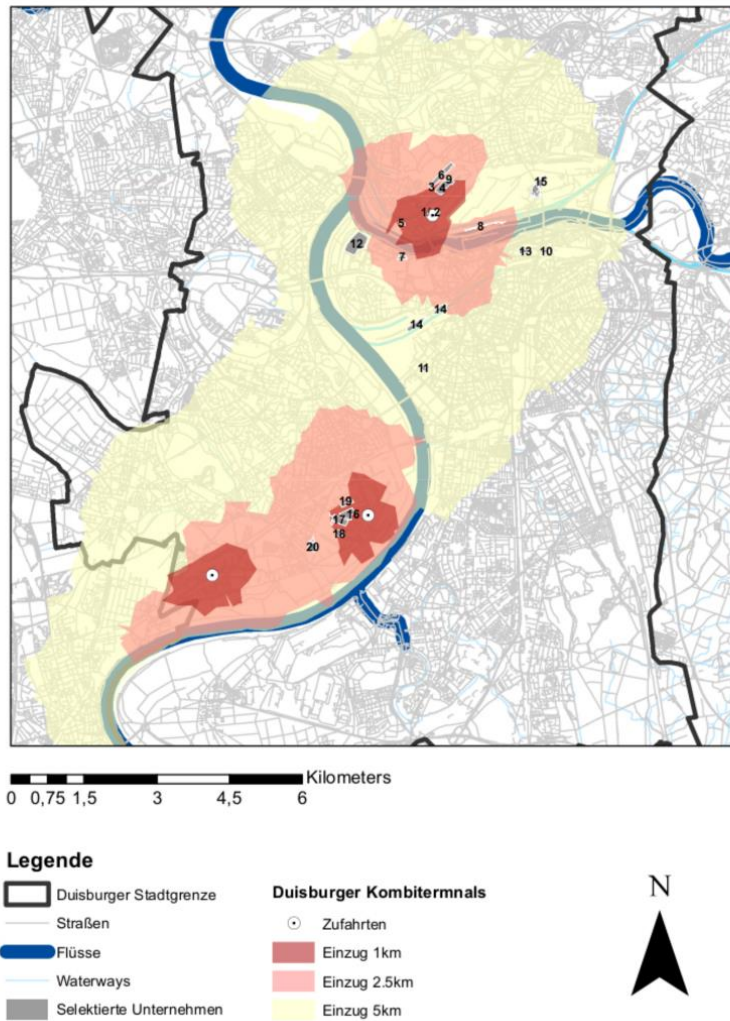 15
6
9
3 4
1 2
5
8
12
7
13 10
14
14
11
19
16
17
18
20
Kilometers
0 0,75 1,5 3 4,5 6
Legende
Duisburger Stadtgrenze
Straßen
Flüsse
Waterways
Selektierte Unternehmen
Duisburger Kombitermnals
Zufahrten
Einzug 1km
Einzug 2.5km
Einzug 5km
N